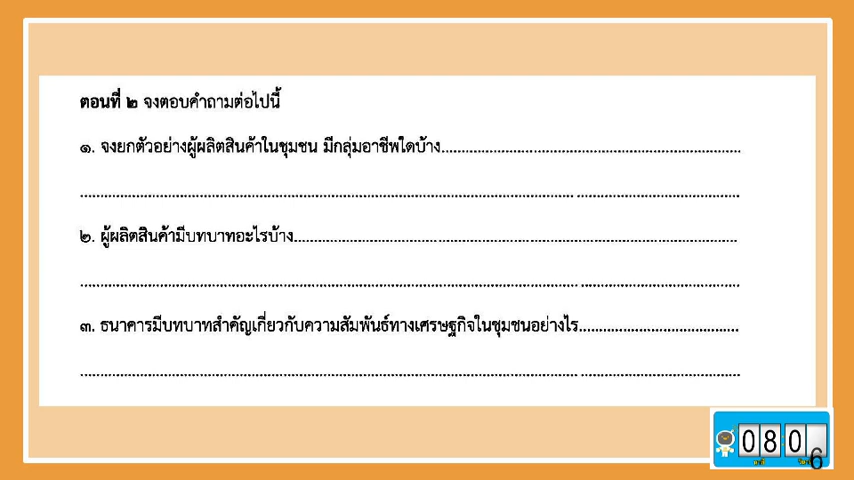 ตอนที่ ๒ จงตอบคำถามต่อไปนี้
๑. จงยกตัวอย่างผู้ผลิตสินค้าในชุมชน มีกลุ่มอาชีพใดบ้าง..........................................................................
..........................................................................................................................................................................
๒. ผู้ผลิตสินค้ามีบทบาทอะไรบ้าง...............................................................................................................
..........................................................................................................................................................................
๓. ธนาคารมีบทบาทสำคัญเกี่ยวกับความสัมพันธ์ทางเศรษฐกิจในชุมชนอย่างไร........................................
..........................................................................................................................................................................
080
6